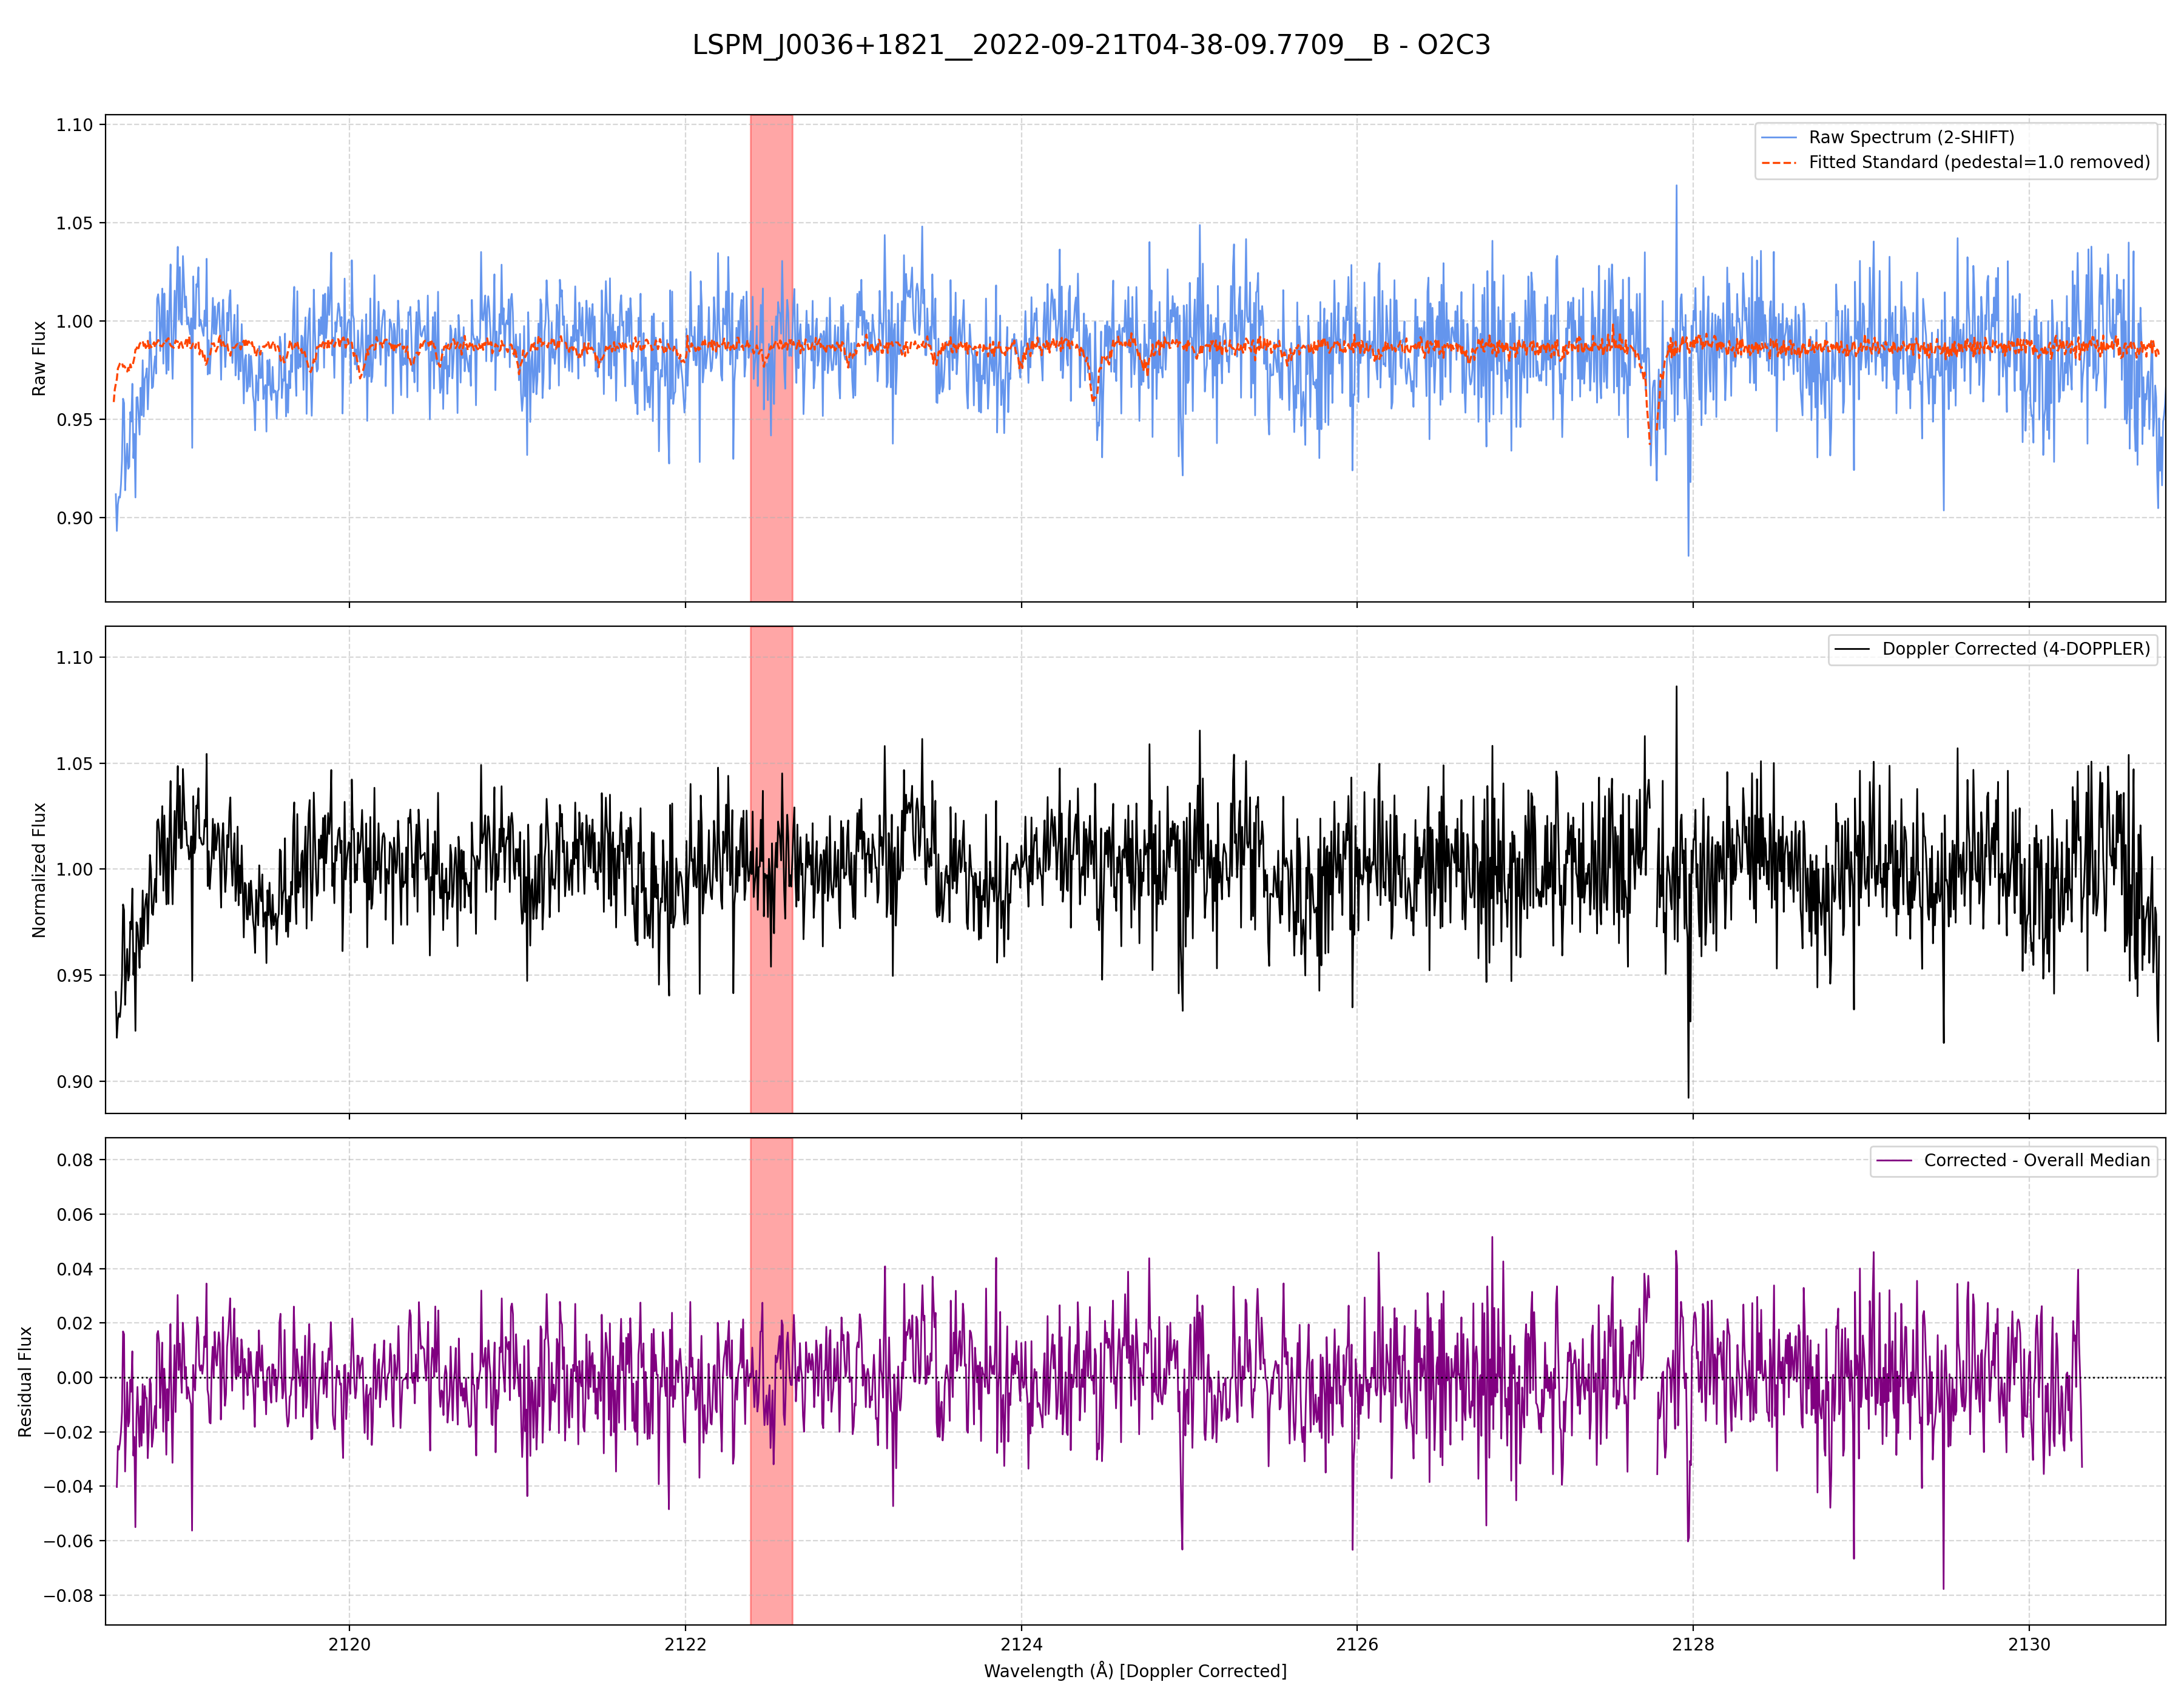 LSPM_J0036+1821__2022-09-21T04-38-09.7709__B - O2C3
Raw Flux
1.10
1.05
1.00
0.95
0.90
Raw Spectrum (2-SHIFT)
Fitted Standard (pedestal=1.0 removed)
Normalized Flux
1.10
1.05
1.00
0.95
0.90
Doppler Corrected (4-DOPPLER)
Residual Flux
0.08
0.06
0.04
0.02
0.00
−0.02
−0.04
−0.06
−0.08
Corrected - Overall Median
2120 2122 2124 2126 2128 2130
Wavelength (Å) [Doppler Corrected]